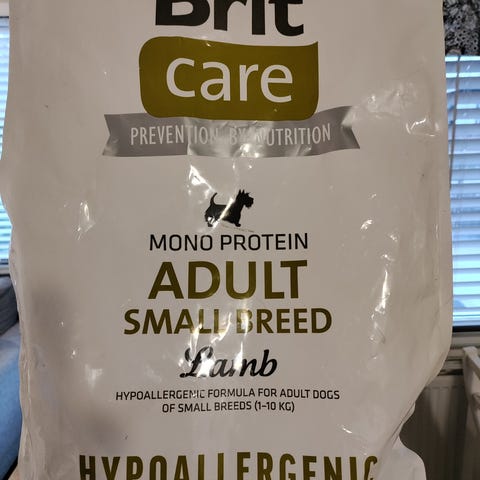 Brit
care
PREVENTION BY NUTRITION
MONO PROTEIN
ADULT
SMALL BREED
Lamb
HYPOALLERGENIC FORMULA FOR ADULT DOGS
OF SMALL BREEDS (1-10 KG)
HYPOALLERGENIC